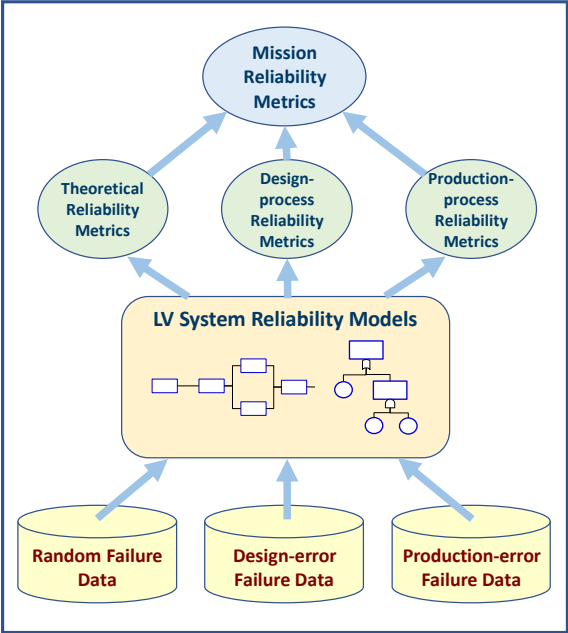 Mission
Reliability
Metrics
Theoretical
Reliability
Metrics
Design-
process
Reliability
Metrics
Production-
process
Reliability
Metrics
LV System Reliability Models
Random Failure
Data
Design-error
Failure Data
Production-error
Failure Data